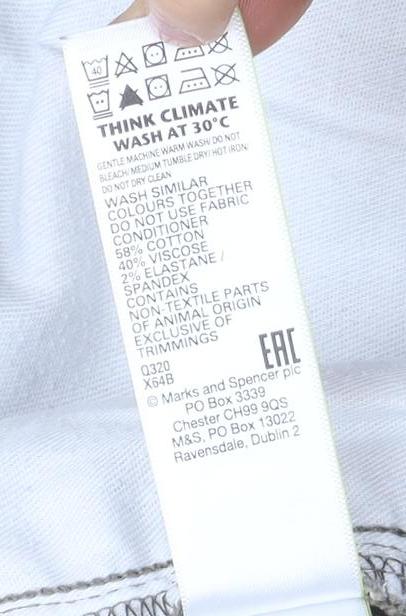 40
THINK CLIMATE
WASH AT 30°C
GENTLE MACHINE WARM WASH/ DO NOT
BLEACH/ MEDIUM TUMBLE DRY/ HOT IRON/
DO NOT DRY CLEAN
WASH SIMILAR
COLOURS TOGETHER
DO NOT USE FABRIC
CONDITIONER
58% COTTON
40% VISCOSE
2% ELASTANE /
SPANDEX
CONTAINS
NON-TEXTILE PARTS
OF ANIMAL ORIGIN
EXCLUSIVE OF
TRIMMINGS
EAC
Q320
X64B
© Marks and Spencer plc
PO Box 3339
Chester CH99 9QS
M&S, PO Box 13022
Ravensdale, Dublin 2